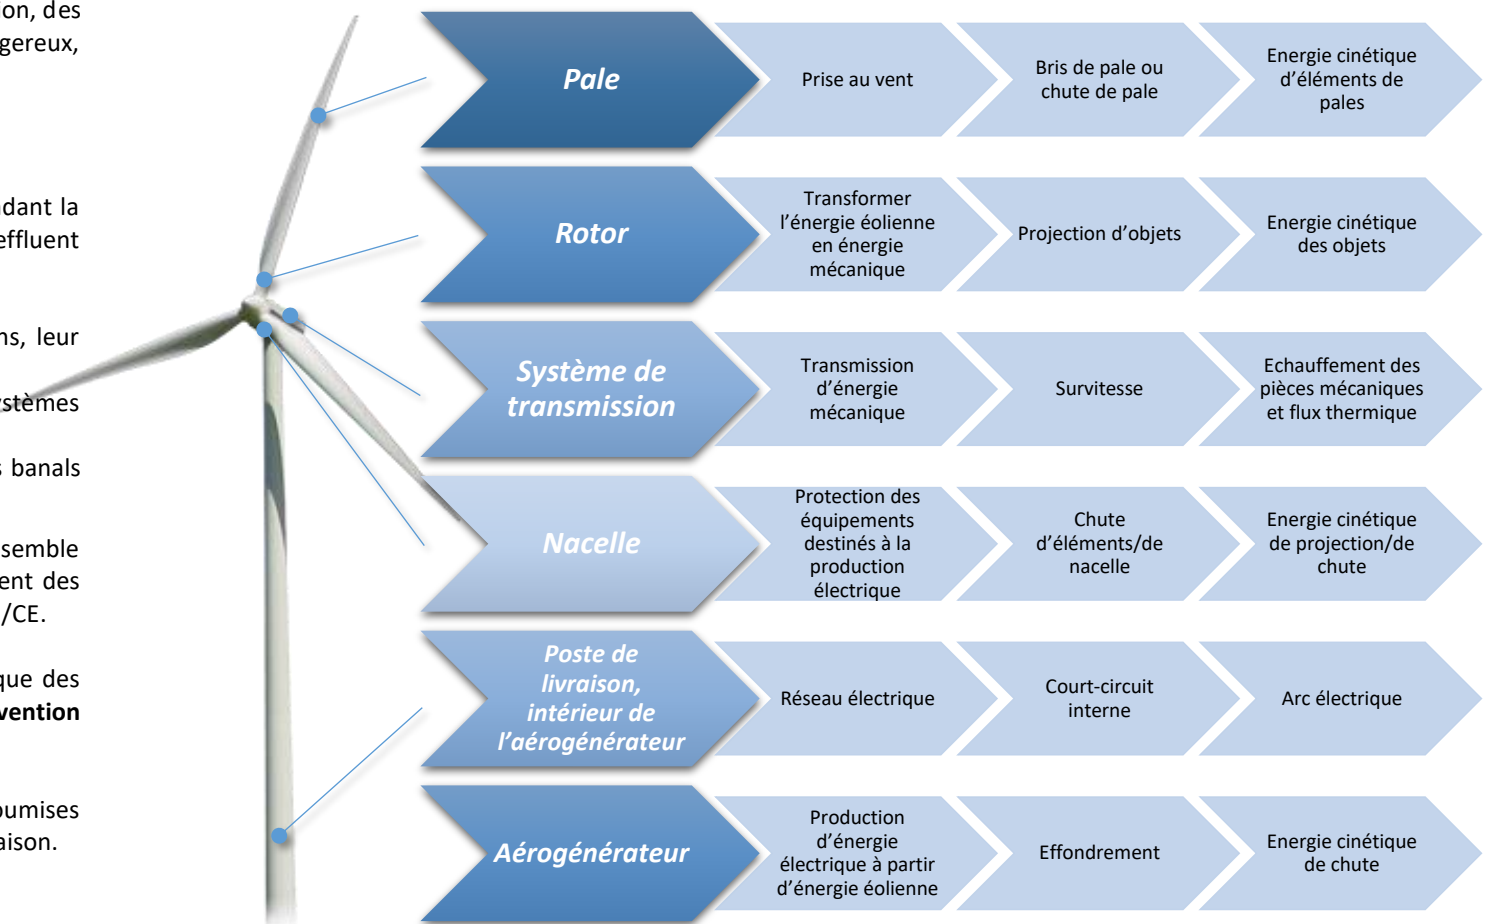 ion, des
gereux,
dant la
effluent
ns, leur
ystèmes
s banals
semble
ent des
/CE.
que des
vention
oumises
aison.
Pale
Prise au vent
Bris de pale ou
chute de pale
Energie cinétique
d’éléments de
pales
Rotor
Transformer
l’énergie éolienne
en énergie
mécanique
Projection d’objets
Energie cinétique
des objets
Système de
transmission
Transmission
d’énergie
mécanique
Survitesse
Echauffement des
pièces mécaniques
et flux thermique
Nacelle
Protection des
équipements
destinés à la
production
électrique
Chute
d’éléments/de
nacelle
Energie cinétique
de projection/de
chute
Poste de
livraison,
intérieur de
l’aérogénérateur
Réseau électrique
Court-circuit
interne
Arc électrique
Aérogénérateur
Production
d’énergie
électrique à partir
d’énergie éolienne
Effondrement
Energie cinétique
de chute